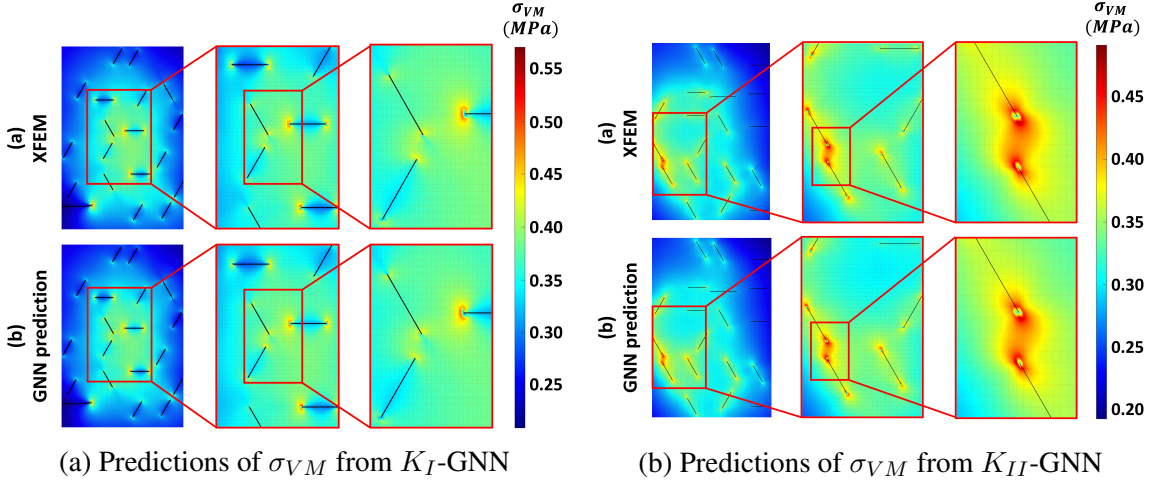 σ_VM
(MPa)
(a)
XFEM
0.55
0.50
0.45
0.40
0.35
0.30
0.25
(b)
GNN prediction
(a) Predictions of σ_VM from K_I-GNN
σ_VM
(MPa)
(a)
XFEM
0.45
0.40
0.35
0.30
0.25
0.20
(b)
GNN prediction
(b) Predictions of σ_VM from K_II-GNN